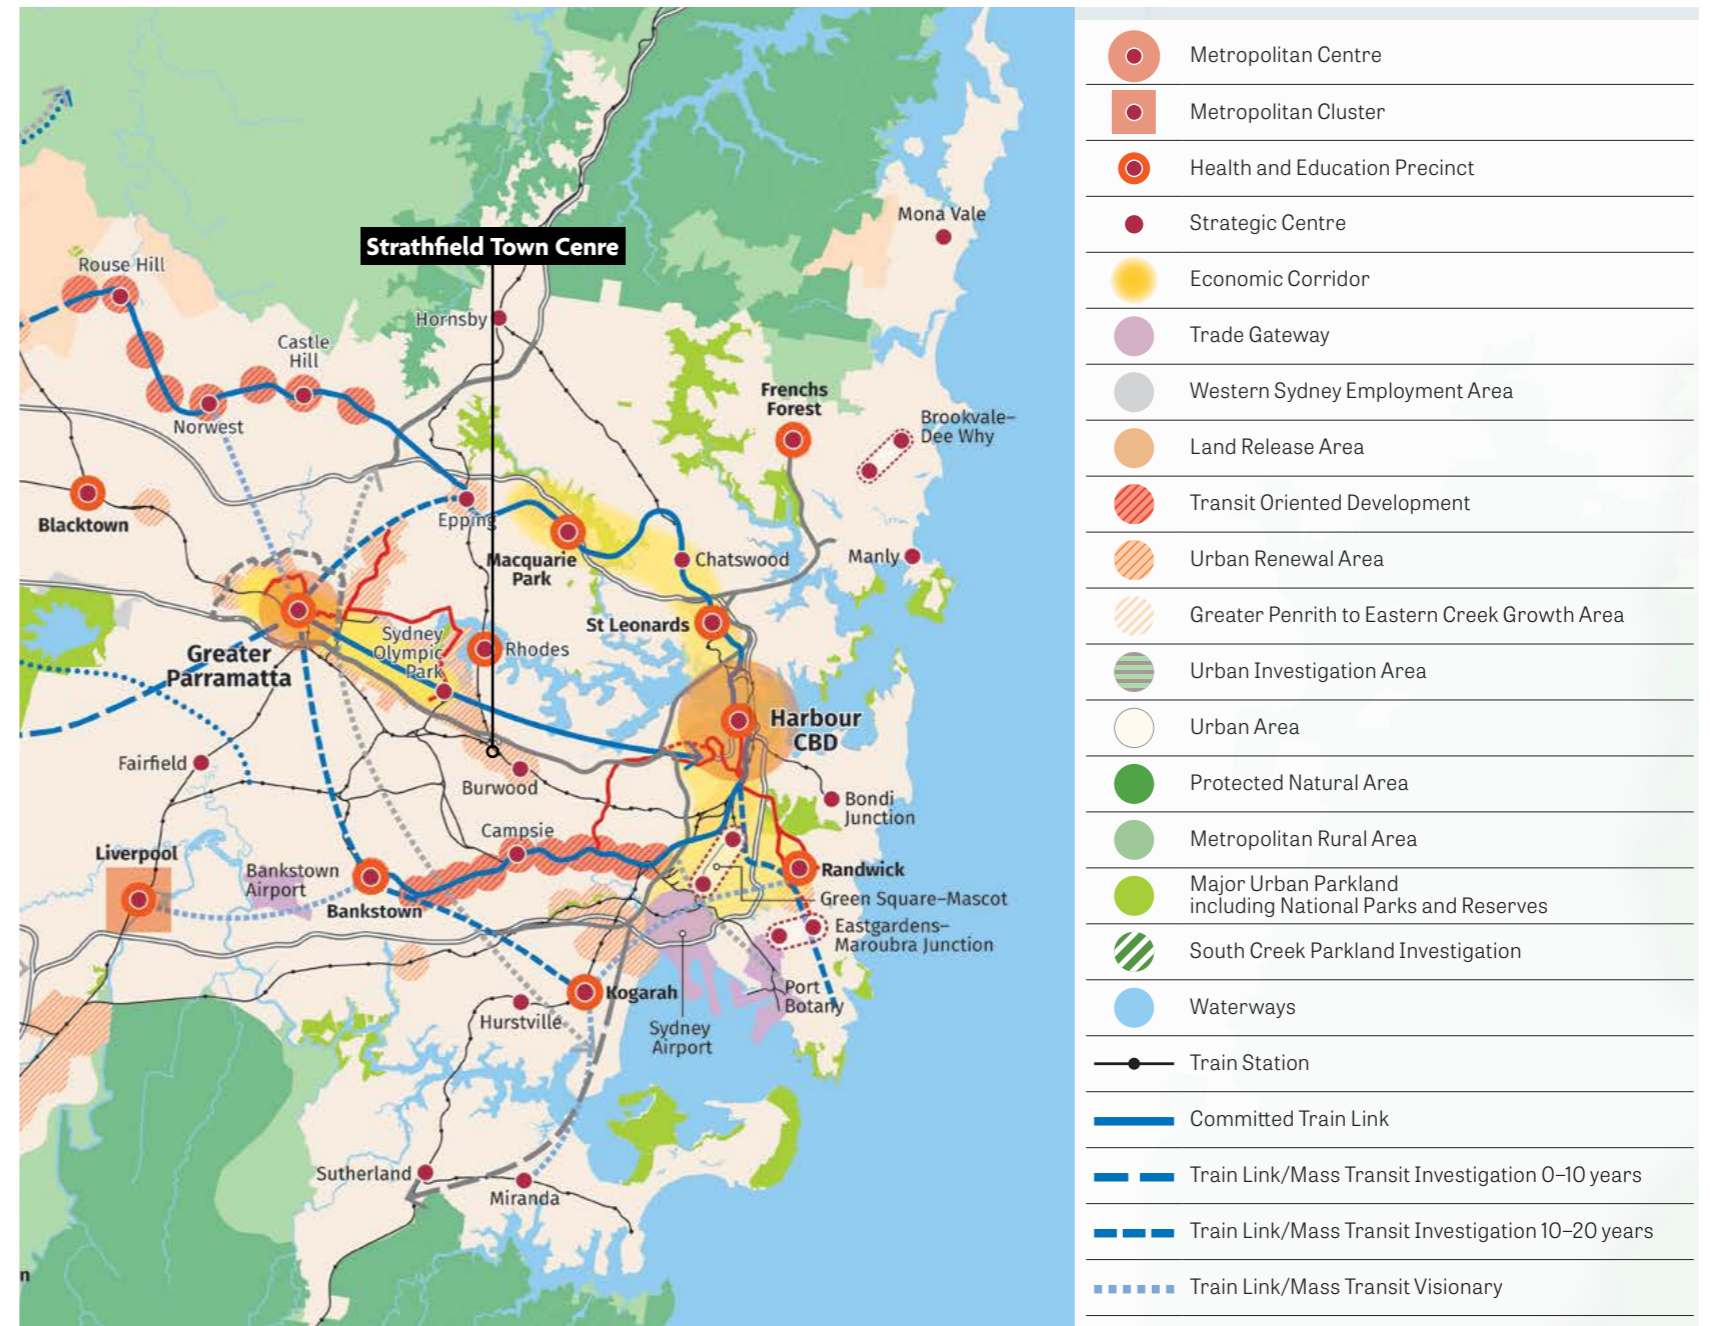 Mona Vale
Strathfield Town Cenre
Rouse Hill
Hornsby
Castle
Hill
Frenchs
Forest
Brookvale–
Dee Why
Norwest
Blacktown
Epping
Macquarie
Park
Chatswood
Manly
St Leonards
Sydney
Olympic
Park
Rhodes
Greater
Parramatta
Harbour
CBD
Fairfield
Burwood
Bondi
Junction
Campsie
Liverpool
Bankstown
Airport
Bankstown
Randwick
Green Square–Mascot
Eastgardens–
Maroubra Junction
Kogarah
Port
Botany
Hurstville
Sydney
Airport
Sutherland
Miranda
n
Metropolitan Centre
Metropolitan Cluster
Health and Education Precinct
Strategic Centre
Economic Corridor
Trade Gateway
Western Sydney Employment Area
Land Release Area
Transit Oriented Development
Urban Renewal Area
Greater Penrith to Eastern Creek Growth Area
Urban Investigation Area
Urban Area
Protected Natural Area
Metropolitan Rural Area
Major Urban Parkland
including National Parks and Reserves
South Creek Parkland Investigation
Waterways
Train Station
Committed Train Link
Train Link/Mass Transit Investigation 0–10 years
Train Link/Mass Transit Investigation 10–20 years
Train Link/Mass Transit Visionary